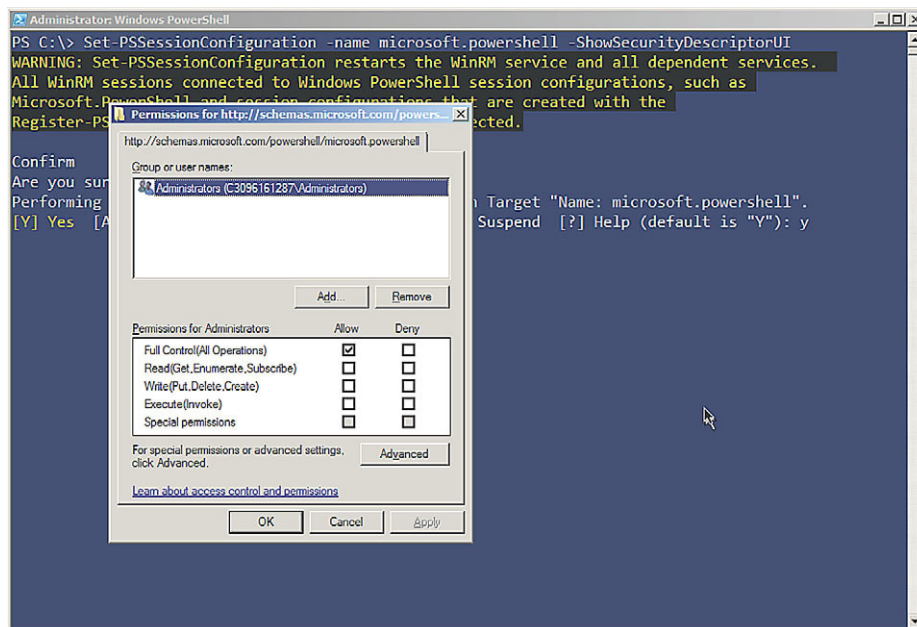 Administrator: Windows PowerShell
PS C:\> Set-PSSessionConfiguration -name microsoft.powershell -ShowSecurityDescriptorUI
WARNING: Set-PSSessionConfiguration restarts the WinRM service and all dependent services.
All WinRM sessions connected to Windows PowerShell session configurations, such as
Microsoft.PowerShell and session configurations that are created with the
Register-PS
Confirm
Are you sur
Performing Target "Name: microsoft.powershell".
[Y] Yes [A Suspend [?] Help (default is "Y"): y
Permissions for http://schemas.microsoft.com/powers...
http://schemas.microsoft.com/powershell/microsoft.powershell
Group or user names:
Administrators (C3096161287\Administrators)
Add... Remove
Permissions for Administrators Allow Deny
Full Control(All Operations)
Read(Get,Enumerate,Subscribe)
Write(Put,Delete,Create)
Execute(Invoke)
Special permissions
For special permissions or advanced settings,
click Advanced.
Advanced
Learn about access control and permissions
OK Cancel Apply